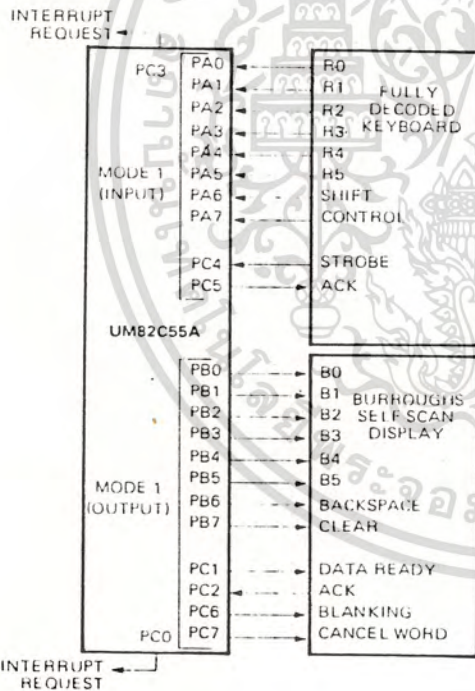 INTERRUPT
REQUEST
PC3
PA0
PA1
PA2
PA3
PA4
PA5
PA6
PA7
MODE 1
(INPUT)
PC4
PC5
R0
R1
R2
R3
R4
R5
SHIFT
CONTROL
STROBE
ACK
FULLY
DECODED
KEYBOARD
UM82C55A
PB0
PB1
PB2
PB3
PB4
PB5
PB6
PB7
MODE 1
(OUTPUT)
PC1
PC2
PC6
PC7
PC0
B0
B1
B2
B3
B4
B5
BACKSPACE
CLEAR
DATA READY
ACK
BLANKING
CANCEL WORD
BURROUGHS
SELF SCAN
DISPLAY
INTERRUPT
REQUEST